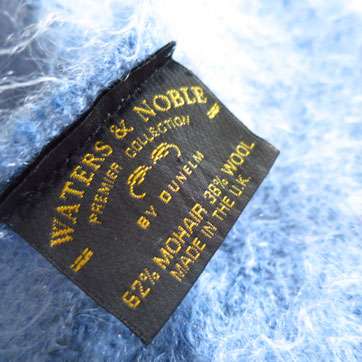 WATERS & NOBLE
PREMIER COLLECTION
BY DUNELM
62% MOHAIR 38% WOOL
MADE IN THE U.K.